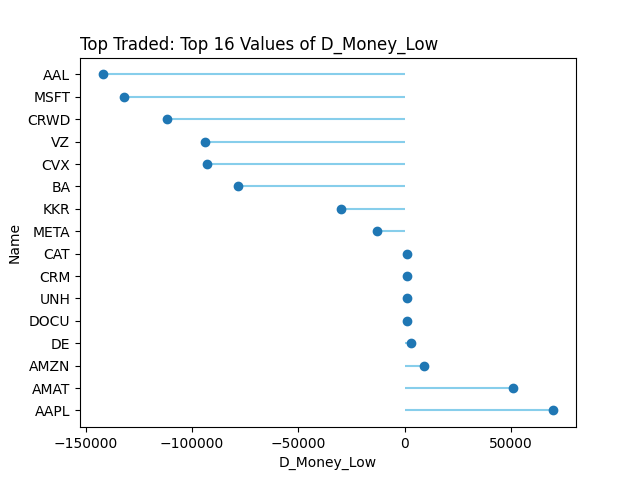 Top Traded: Top 16 Values of D_Money_Low
AAL
MSFT
CRWD
VZ
CVX
BA
KKR
META
CAT
CRM
UNH
DOCU
DE
AMZN
AMAT
AAPL
Name
−150000 −100000 −50000 0 50000
D_Money_Low